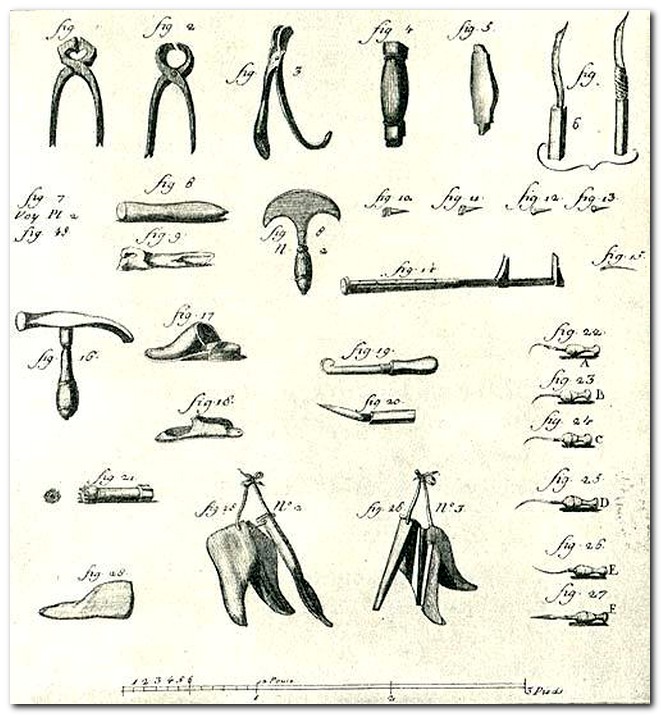 fig
fig 2
fig 3
fig 4
fig 5.
fig. 6
fig 7
Voy Pl 2
fig 48
fig 8
fig. 9
fig 8
N 2
fig. 10.
fig. 11.
fig. 12.
fig. 13.
fig. 14
fig. 15.
fig. 16.
fig. 17
fig. 18.
fig. 19.
fig 20.
fig. 21
fig. 22.
A
fig. 23
B
fig. 24
C
fig. 25
D
fig. 26
E
fig. 27
F
fig 28
N.º 2
fig. 28.
N.º 3
fig. 28.
1 2 3 4 5 6
Pouce
1
2
3 Pieds